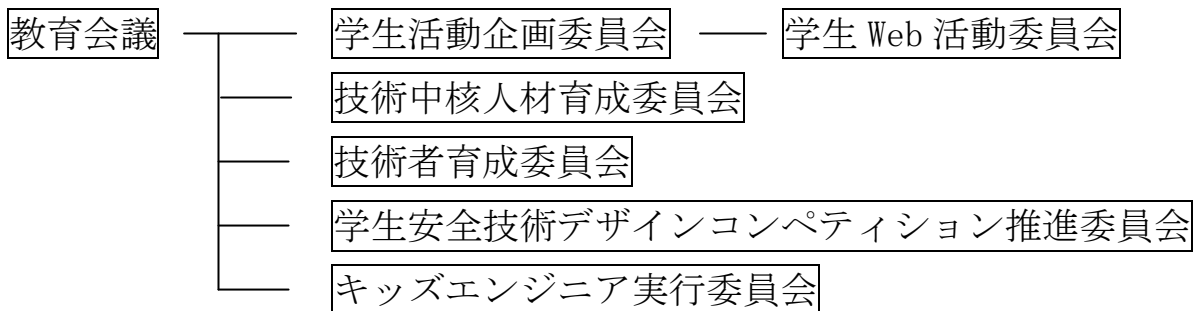 教育会議 学生活動企画委員会 学生 Web 活動委員会
技術中核人材育成委員会
技術者育成委員会
学生安全技術デザインコンペティション推進委員会
キッズエンジニア実行委員会